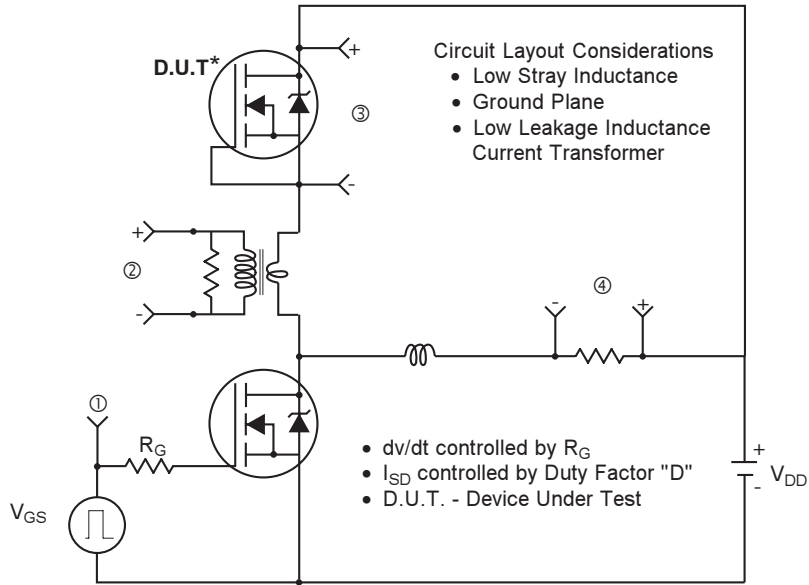 +
D.U.T*
Circuit Layout Considerations
• Low Stray Inductance
• Ground Plane
• Low Leakage Inductance
Current Transformer
③
-
+
②
-
④
-
+
①
R_G
V_GS
• dv/dt controlled by R_G
• I_SD controlled by Duty Factor "D"
• D.U.T. - Device Under Test
+
-
V_DD